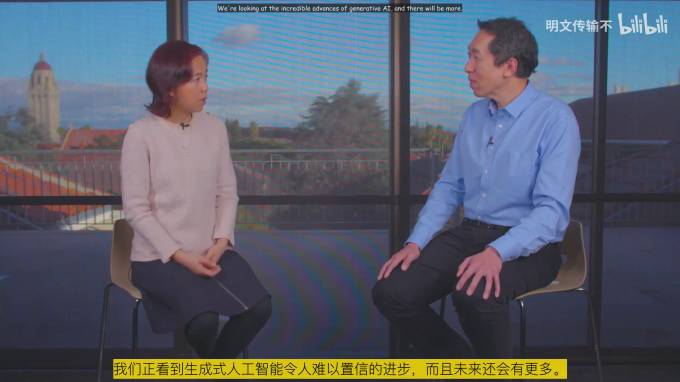 We're looking at the incredible advances of generative AI, and there will be more.
明文传输不 bilibili
我们正看到生成式人工智能令人难以置信的进步，而且未来还会有更多。